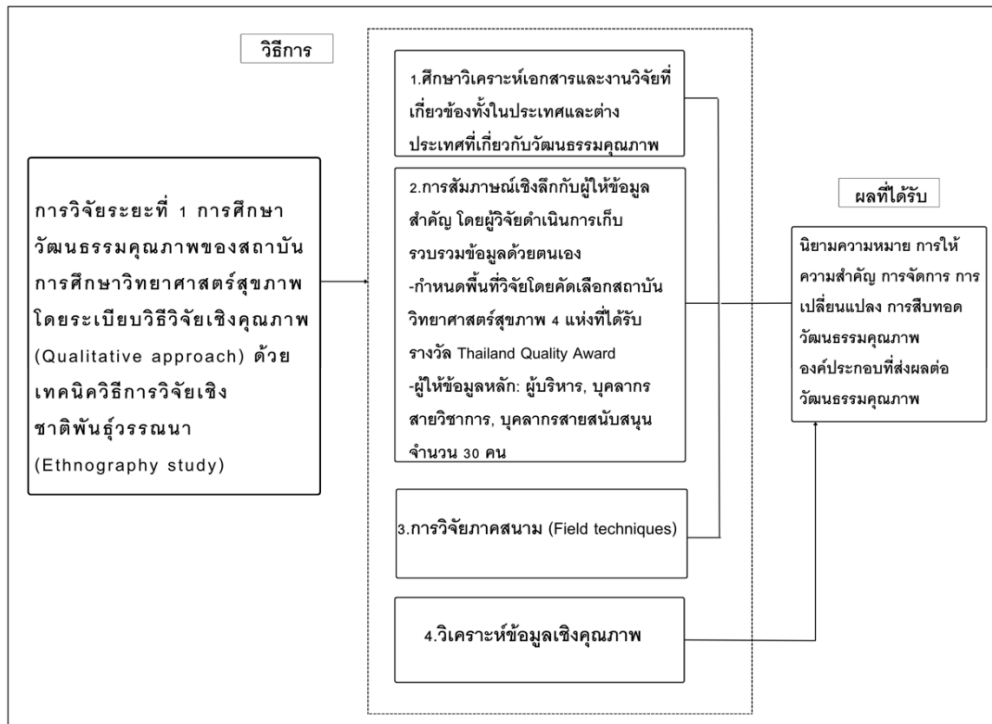 วิธีการ
1.ศึกษาวิเคราะห์เอกสารและงานวิจัยที่
เกี่ยวข้องทั้งในประเทศและต่าง
ประเทศที่เกี่ยวกับวัฒนธรรมคุณภาพ
การวิจัยระยะที่ 1 การศึกษา
วัฒนธรรมคุณภาพของสถาบัน
การศึกษาวิทยาศาสตร์สุขภาพ
โดยระเบียบวิธีวิจัยเชิงคุณภาพ
(Qualitative approach) ด้วย
เทคนิควิธีการวิจัยเชิง
ชาติพันธุ์วรรณนา
(Ethnography study)
2.การสัมภาษณ์เชิงลึกกับผู้ให้ข้อมูล
สำคัญ โดยผู้วิจัยดำเนินการเก็บ
รวบรวมข้อมูลด้วยตนเอง
-กำหนดพื้นที่วิจัยโดยคัดเลือกสถาบัน
วิทยาศาสตร์สุขภาพ 4 แห่งที่ได้รับ
รางวัล Thailand Quality Award
-ผู้ให้ข้อมูลหลัก: ผู้บริหาร, บุคลากร
สายวิชาการ, บุคลากรสายสนับสนุน
จำนวน 30 คน
3.การวิจัยภาคสนาม (Field techniques)
4.วิเคราะห์ข้อมูลเชิงคุณภาพ
ผลที่ได้รับ
นิยามความหมาย การให้
ความสำคัญ การจัดการ การ
เปลี่ยนแปลง การสืบทอด
วัฒนธรรมคุณภาพ
องค์ประกอบที่ส่งผลต่อ
วัฒนธรรมคุณภาพ